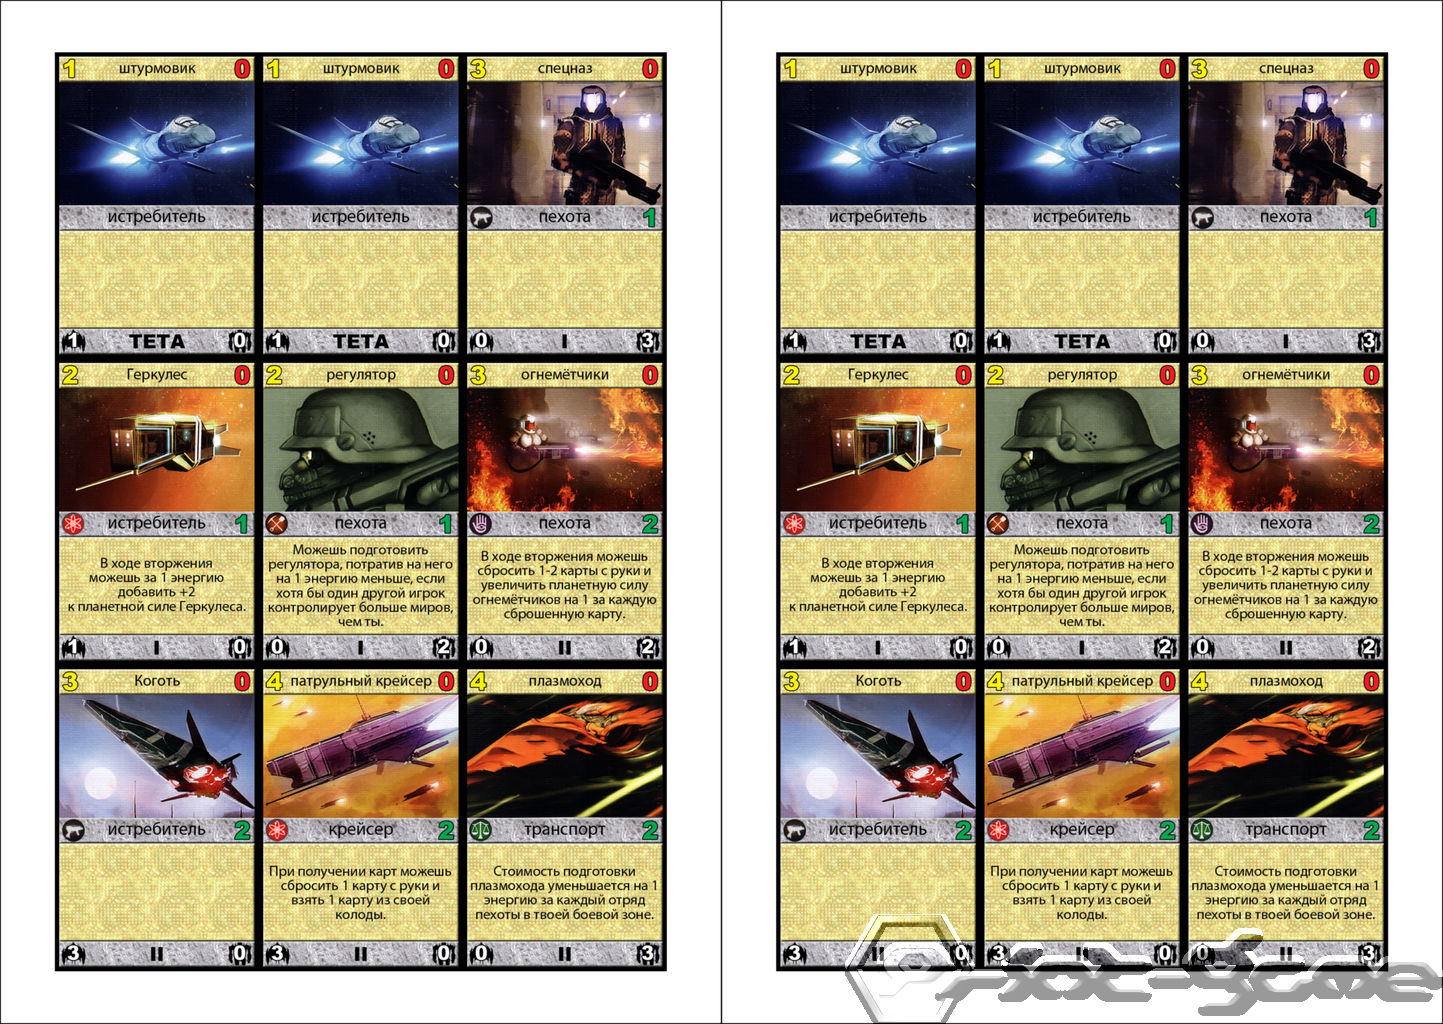 1 штурмовик 0
истребитель
1 ТЕТА 0
1 штурмовик 0
истребитель
1 ТЕТА 0
3 спецназ 0
пехота 1
0 I 3
2 Геркулес 0
истребитель 1
В ходе вторжения
можешь за 1 энергию
добавить +2
к планетной силе Геркулеса.
1 I 0
2 регулятор 0
пехота 1
Можешь подготовить
регулятора, потратив на него
на 1 энергию меньше, если
хотя бы один другой игрок
контролирует больше миров,
чем ты.
0 I 2
3 огнемётчики 0
пехота 2
В ходе вторжения можешь
сбросить 1-2 карты с руки и
увеличить планетную силу
огнемётчиков на 1 за каждую
сброшенную карту.
0 II 2
3 Коготь 0
истребитель 2
3 II 0
4 патрульный крейсер 0
крейсер 2
При получении карт можешь
сбросить 1 карту с руки и
взять 1 карту из своей
колоды.
3 II 0
4 плазмоход 0
транспорт 2
Стоимость подготовки
плазмохода уменьшается на 1
энергию за каждый отряд
пехоты в твоей боевой зоне.
0 II 3
1 штурмовик 0
истребитель
1 ТЕТА 0
1 штурмовик 0
истребитель
1 ТЕТА 0
3 спецназ 0
пехота 1
0 I 3
2 Геркулес 0
истребитель 1
В ходе вторжения
можешь за 1 энергию
добавить +2
к планетной силе Геркулеса.
1 I 0
2 регулятор 0
пехота 1
Можешь подготовить
регулятора, потратив на него
на 1 энергию меньше, если
хотя бы один другой игрок
контролирует больше миров,
чем ты.
0 I 2
3 огнемётчики 0
пехота 2
В ходе вторжения можешь
сбросить 1-2 карты с руки и
увеличить планетную силу
огнемётчиков на 1 за каждую
сброшенную карту.
0 II 2
3 Коготь 0
истребитель 2
3 II 0
4 патрульный крейсер 0
крейсер 2
При получении карт можешь
сбросить 1 карту с руки и
взять 1 карту из своей
колоды.
3 II 0
4 плазмоход 0
транспорт 2
Стоимость подготовки
плазмохода уменьшается на 1
энергию за каждый отряд
пехоты в твоей боевой зоне.
0 II 3